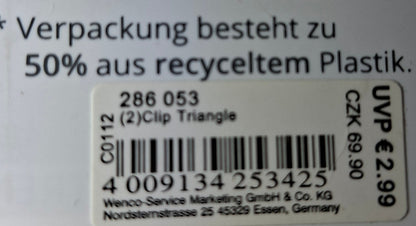 * Verpackung besteht zu
50% aus recyceltem Plastik.
286 053
(2)Clip Triangle
C0112
4 009134 253425
Wenco-Service Marketing GmbH & Co. KG
Nordsternstrasse 25 45329 Essen, Germany
UVP € 2.99
CZK 69.90